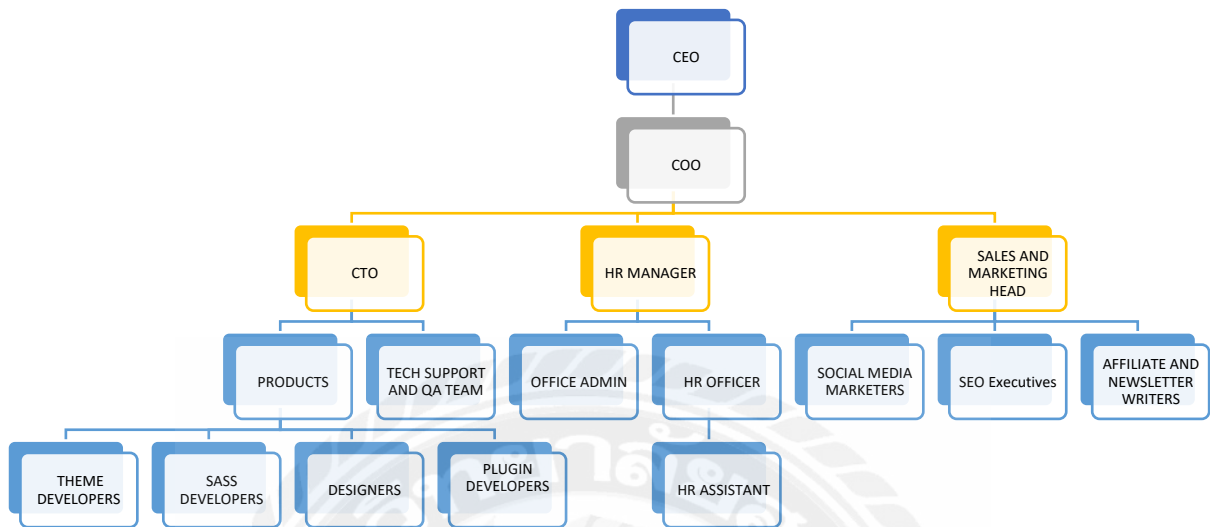 CEO
COO
CTO
HR MANAGER
SALES AND
MARKETING
HEAD
PRODUCTS
TECH SUPPORT
AND QA TEAM
OFFICE ADMIN
HR OFFICER
SOCIAL MEDIA
MARKETERS
SEO Executives
AFFILIATE AND
NEWSLETTER
WRITERS
THEME
DEVELOPERS
SASS
DEVELOPERS
DESIGNERS
PLUGIN
DEVELOPERS
HR ASSISTANT